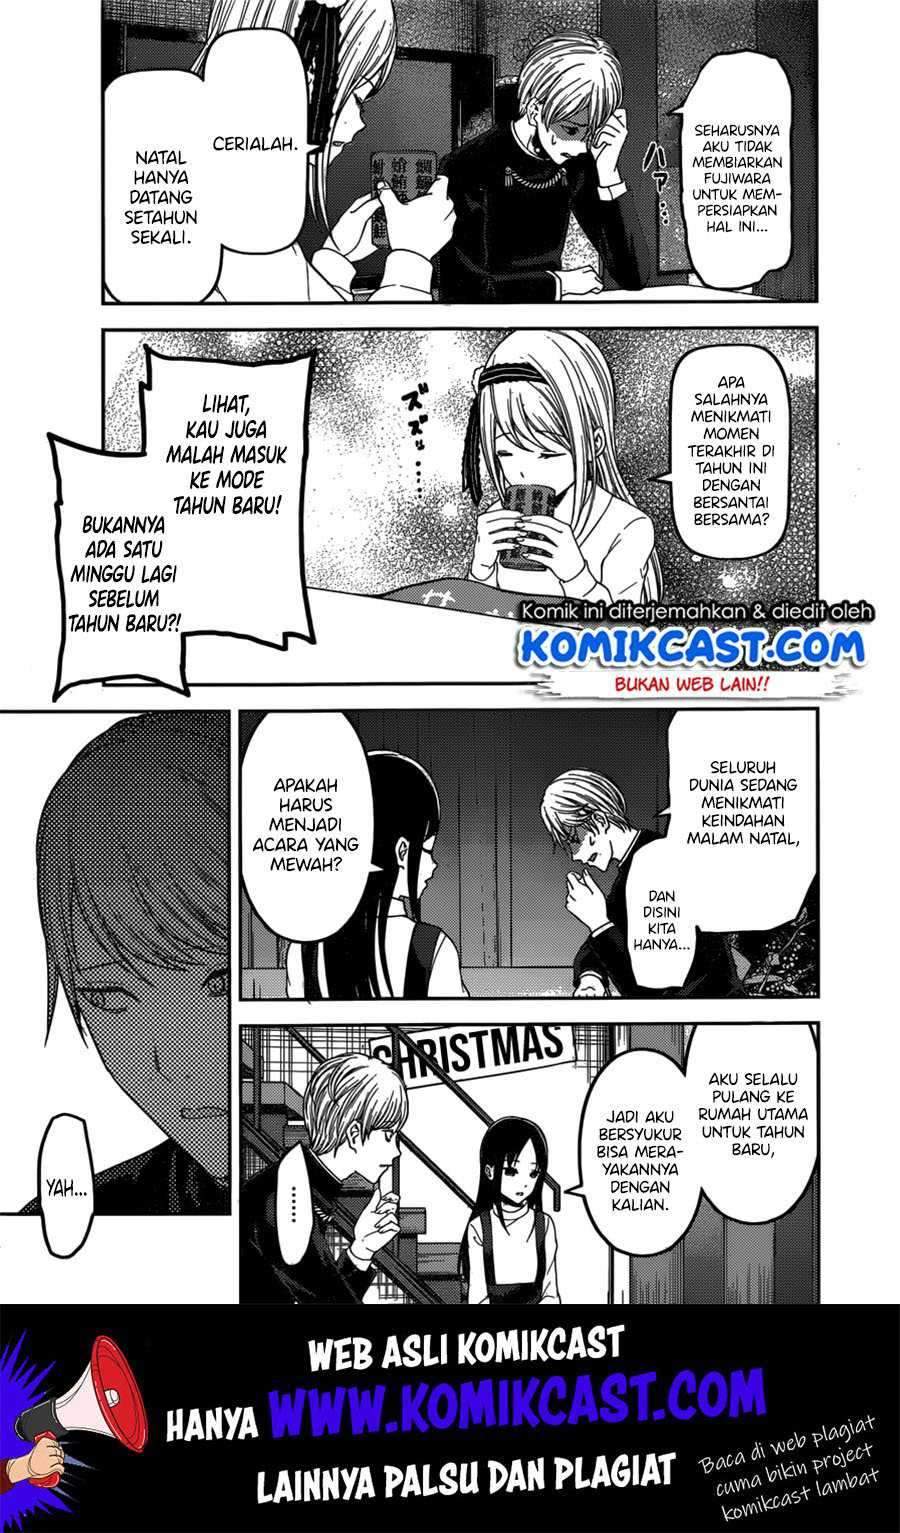 SEHARUSNYA
AKU TIDAK
MEMBIARKAN
FUJIWARA
UNTUK MEM-
PERSIAPKAN
HAL INI...
ハァ…
CERIALAH.
NATAL
HANYA
DATANG
SETAHUN
SEKALI.
APA
SALAHNYA
MENIKMATI
MOMEN
TERAKHIR DI
TAHUN INI
DENGAN
BERSANTAI
BERSAMA?
ズズッ……
LIHAT,
KAU JUGA
MALAH MASUK
KE MODE
TAHUN BARU!
BUKANNYA
ADA SATU
MINGGU LAGI
SEBELUM
TAHUN BARU?!
Komik ini diterjemahkan & diedit oleh
KOMIKCAST.COM
BUKAN WEB LAIN!!
SELURUH
DUNIA SEDANG
MENIKMATI
KEINDAHAN
MALAM NATAL,
DAN
DISINI
KITA
HANYA...
APAKAH
HARUS
MENJADI
ACARA YANG
MEWAH?
AKU SELALU
PULANG KE
RUMAH UTAMA
UNTUK TAHUN
BARU,
JADI AKU
BERSYUKUR
BISA MERA-
YAKANNYA
DENGAN
KALIAN.
CHRISTMAS
......
YAH...
WEB ASLI KOMIKCAST
HANYA WWW.KOMIKCAST.COM
LAINNYA PALSU DAN PLAGIAT
Baca di web plagiat
cuma bikin project
komikcast lambat